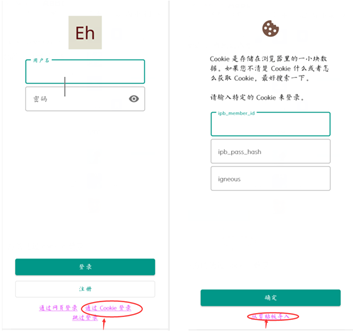 Eh
用户名
密码
登录
注册
通过网页登录 通过 Cookie 登录
跳过登录
Cookie 是存储在浏览器里的一小块数
据。如果您不清楚 Cookie 什么或者怎
么获取 Cookie，最好搜索一下。
请输入特定的 Cookie 来登录。
ipb_member_id
ipb_pass_hash
igneous
确定
从剪贴板导入